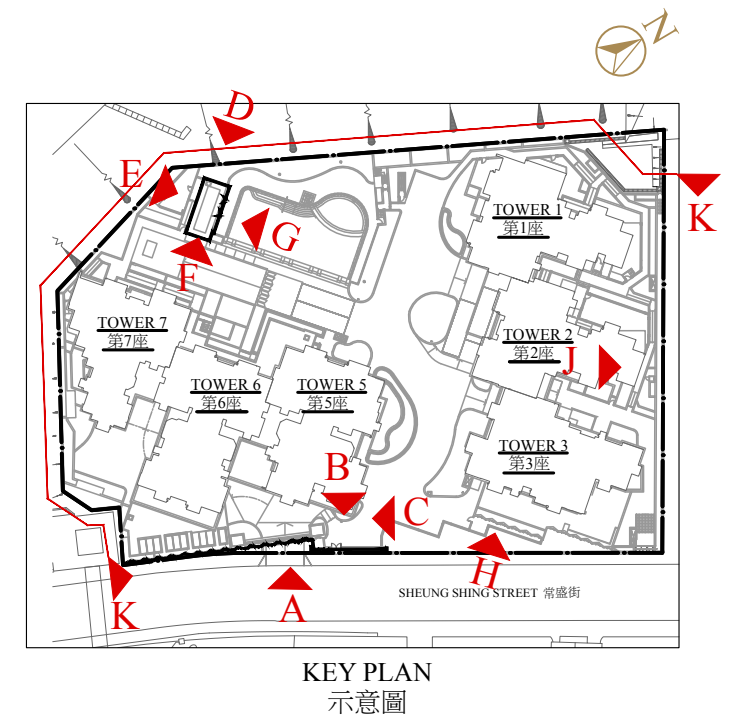 N
D
E
K
TOWER 1
第1座
G
F
TOWER 7
第7座
TOWER 2
第2座
J
TOWER 6
第6座
TOWER 5
第5座
TOWER 3
第3座
B
C
H
K
A
SHEUNG SHING STREET 常盛街
KEY PLAN
示意圖